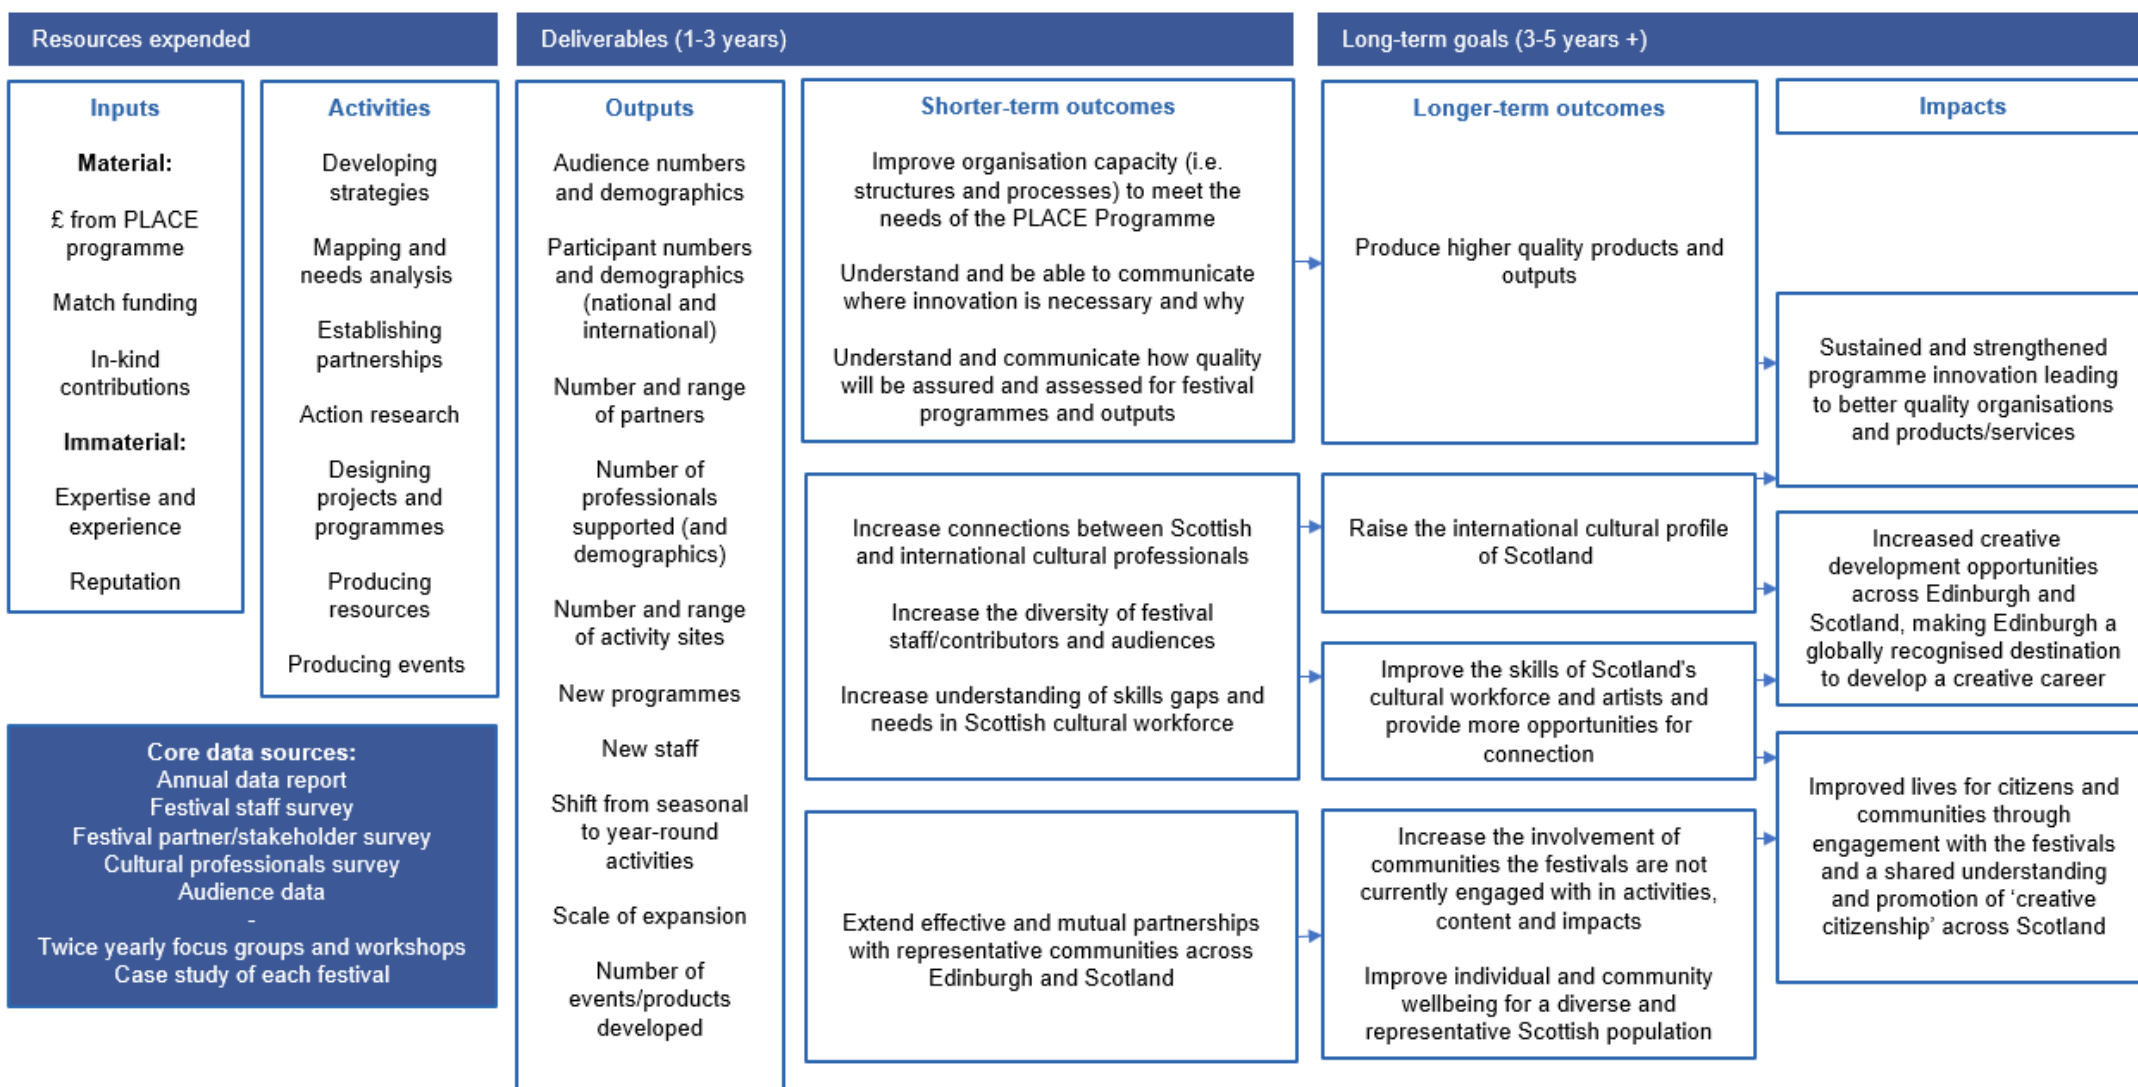 Resources expended
Deliverables (1-3 years)
Long-term goals (3-5 years +)
Inputs
Material:
£ from PLACE
programme
Match funding
In-kind
contributions
Immaterial:
Expertise and
experience
Reputation
Activities
Developing
strategies
Mapping and
needs analysis
Establishing
partnerships
Action research
Designing
projects and
programmes
Producing
resources
Producing events
Core data sources:
Annual data report
Festival staff survey
Festival partner/stakeholder survey
Cultural professionals survey
Audience data
-
Twice yearly focus groups and workshops
Case study of each festival
Outputs
Audience numbers
and demographics
Participant numbers
and demographics
(national and
international)
Number and range
of partners
Number of
professionals
supported (and
demographics)
Number and range
of activity sites
New programmes
New staff
Shift from seasonal
to year-round
activities
Scale of expansion
Number of
events/products
developed
Shorter-term outcomes
Improve organisation capacity (i.e.
structures and processes) to meet the
needs of the PLACE Programme
Understand and be able to communicate
where innovation is necessary and why
Understand and communicate how quality
will be assured and assessed for festival
programmes and outputs
Increase connections between Scottish
and international cultural professionals
Increase the diversity of festival
staff/contributors and audiences
Increase understanding of skills gaps and
needs in Scottish cultural workforce
Extend effective and mutual partnerships
with representative communities across
Edinburgh and Scotland
Longer-term outcomes
Produce higher quality products and
outputs
Raise the international cultural profile
of Scotland
Improve the skills of Scotland's
cultural workforce and artists and
provide more opportunities for
connection
Increase the involvement of
communities the festivals are not
currently engaged with in activities,
content and impacts
Improve individual and community
wellbeing for a diverse and
representative Scottish population
Impacts
Sustained and strengthened
programme innovation leading
to better quality organisations
and products/services
Increased creative
development opportunities
across Edinburgh and
Scotland, making Edinburgh a
globally recognised destination
to develop a creative career
Improved lives for citizens and
communities through
engagement with the festivals
and a shared understanding
and promotion of ‘creative
citizenship’ across Scotland